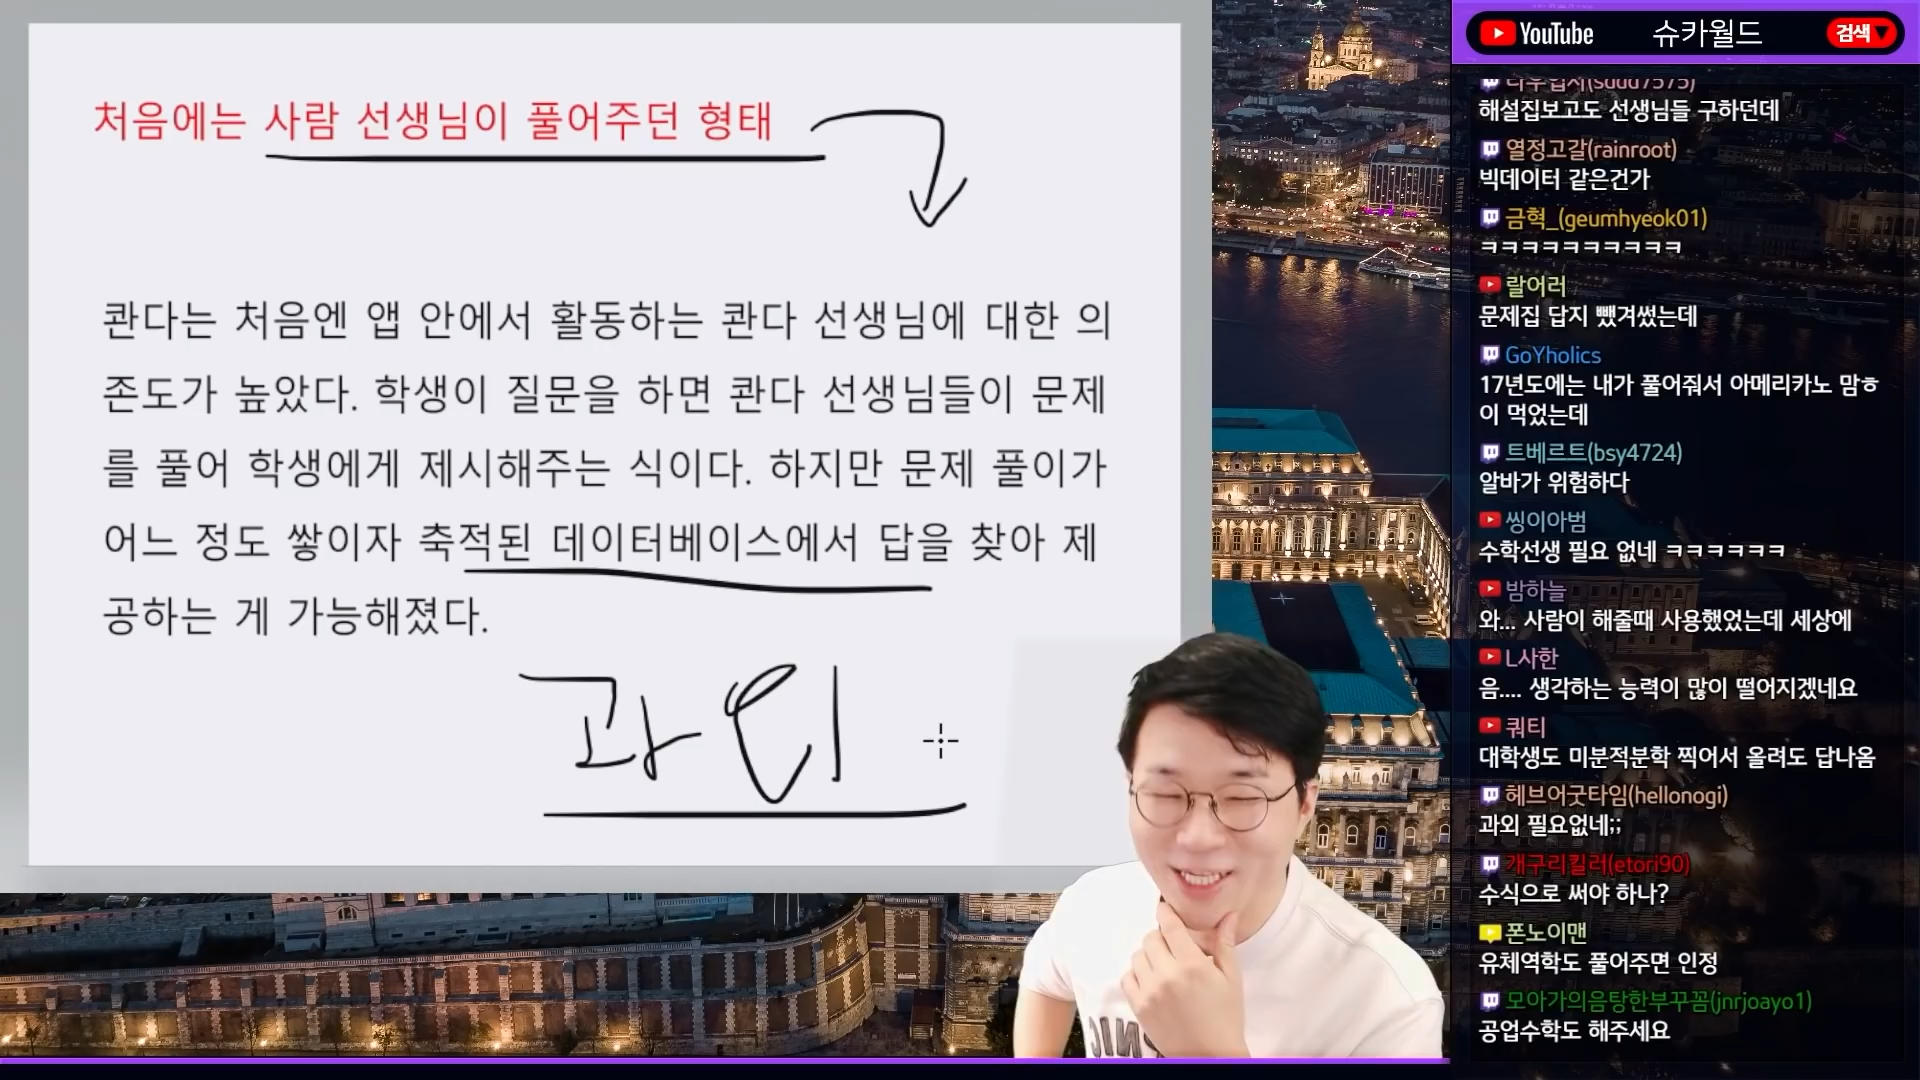 처음에는 사람 선생님이 풀어주던 형태
콴다는 처음엔 앱 안에서 활동하는 콴다 선생님에 대한 의
존도가 높았다. 학생이 질문을 하면 콴다 선생님들이 문제
를 풀어 학생에게 제시해주는 식이다. 하지만 문제 풀이가
어느 정도 쌓이자 축적된 데이터베이스에서 답을 찾아 제
공하는 게 가능해졌다.
YouTube 슈카월드 검색▼
해설집보고도 선생님들 구하던데
열정고갈(rainroot)
빅데이터 같은건가
금혁_(geumhyeok01)
ㅋㅋㅋㅋㅋㅋㅋㅋㅋㅋ
랄어러
문제집 답지 뺐겨썼는데
GoYholics
17년도에는 내가 풀어줘서 아메리카노 맘ㅎ
이 먹었는데
트베르트(bsy4724)
알바가 위험하다
씽이아범
수학선생 필요 없네 ㅋㅋㅋㅋㅋㅋ
밤하늘
와... 사람이 해줄때 사용했었는데 세상에
L사한
음.... 생각하는 능력이 많이 떨어지겠네요
쿼티
대학생도 미분적분학 찍어서 올려도 답나옴
헤브어굿타임(hellonogi)
과외 필요없네;;
개구리킬러(etori90)
수식으로 써야 하나?
폰노이맨
유체역학도 풀어주면 인정
모아가의음탕한부꾸꼼(jnrjoayo1)
공업수학도 해주세요